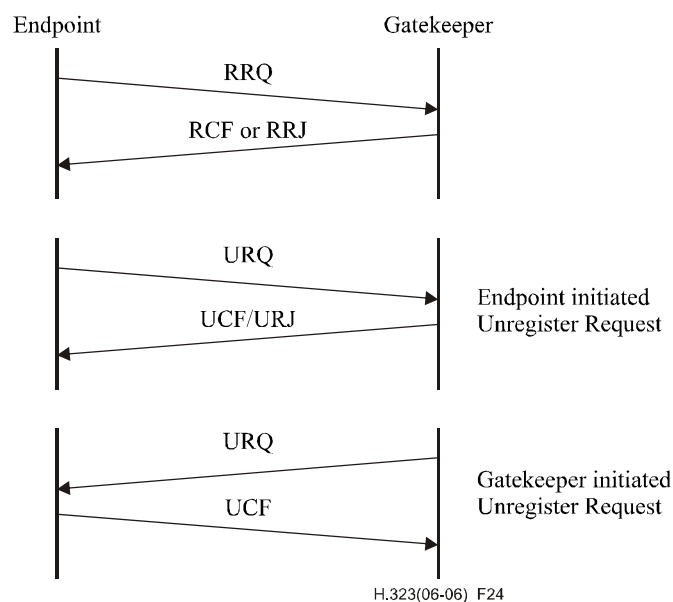 Endpoint
Gatekeeper
RRQ
RCF or RRJ
URQ
UCF/URJ
Endpoint initiated
Unregister Request
URQ
UCF
Gatekeeper initiated
Unregister Request
H.323(06-06) F24